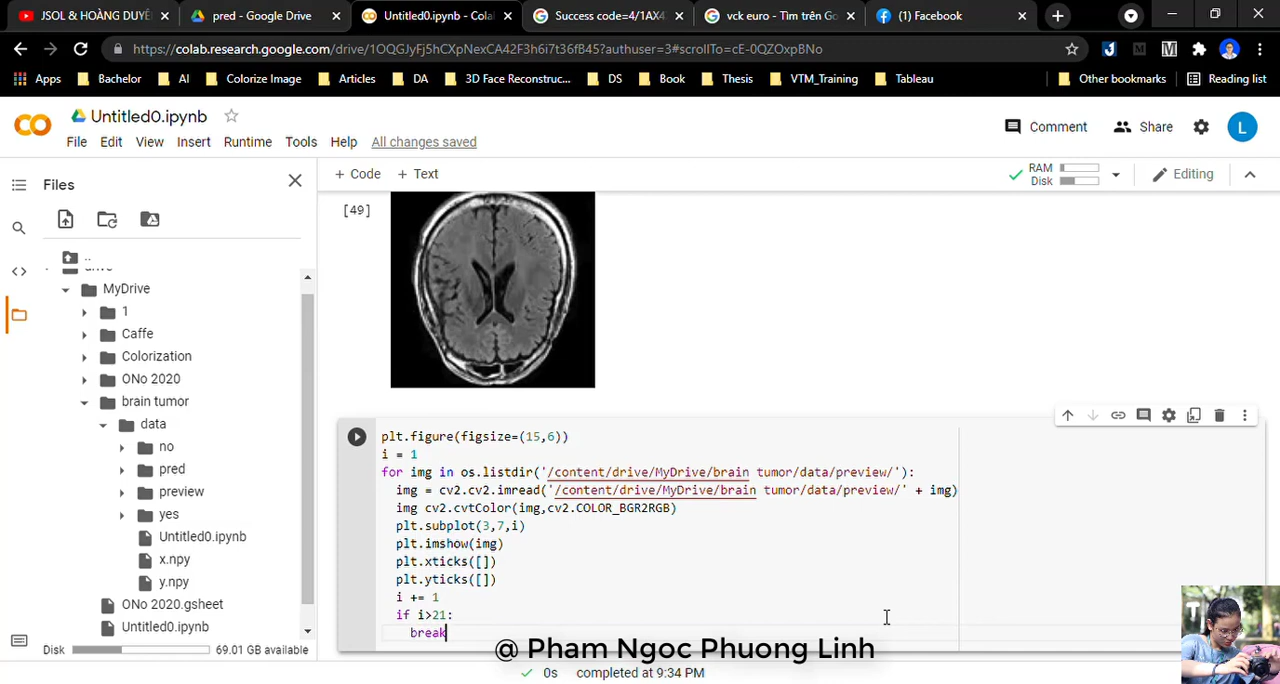 JSOL & HOÀNG DUYÊ
pred - Google Drive
Untitled0.ipynb - Cola
Success code=4/1AX4
vck euro - Tìm trên Go
(1) Facebook
https://colab.research.google.com/drive/1OQGJyFj5hCXpNexCA42F3h6i7t36fB45?authuser=3#scrollTo=cE-0QZOxpBNo
Apps
Bachelor
AI
Colorize Image
Articles
DA
3D Face Reconstruc...
DS
Book
Thesis
VTM_Training
Tableau
Other bookmarks
Reading list
CO
Untitled0.ipynb
Comment
Share
L
File
Edit
View
Insert
Runtime
Tools
Help
All changes saved
Files
+ Code
+ Text
RAM
Disk
Editing
[49]
..
drive
MyDrive
1
Caffe
Colorization
ONo 2020
brain tumor
data
no
pred
preview
yes
Untitled0.ipynb
x.npy
y.npy
ONo 2020.gsheet
Untitled0.ipynb
Disk
69.01 GB available
plt.figure(figsize=(15,6))
i = 1
for img in os.listdir('/content/drive/MyDrive/brain tumor/data/preview/'):
img = cv2.cv2.imread('/content/drive/MyDrive/brain tumor/data/preview/' + img)
img cv2.cvtColor(img,cv2.COLOR_BGR2RGB)
plt.subplot(3,7,i)
plt.imshow(img)
plt.xticks([])
plt.yticks([])
i += 1
if i>21:
break
@ Pham Ngoc Phuong Linh
0s
completed at 9:34 PM